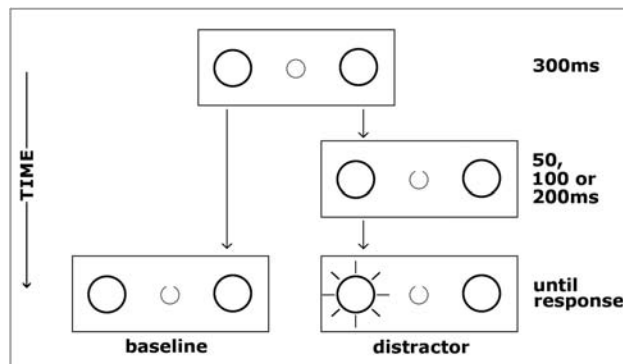 300ms
TIME
50,
100 or
200ms
until
response
baseline
distractor